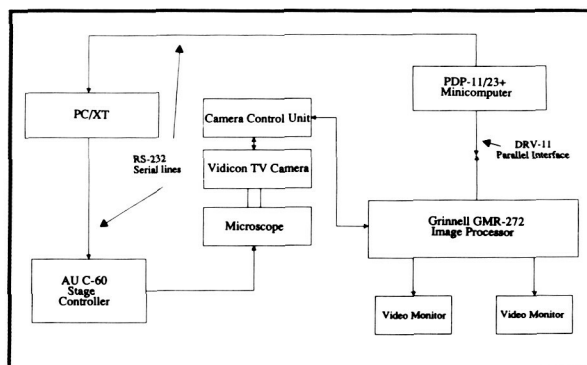 PDP-11/23+
Minicomputer
PC/XT
Camera Control Unit
RS-232
Serial lines
DRV-11
Parallel Interface
Vidicon TV Camera
Microscope
Grinnell GMR-272
Image Processor
AU C-60
Stage
Controller
Video Monitor
Video Monitor